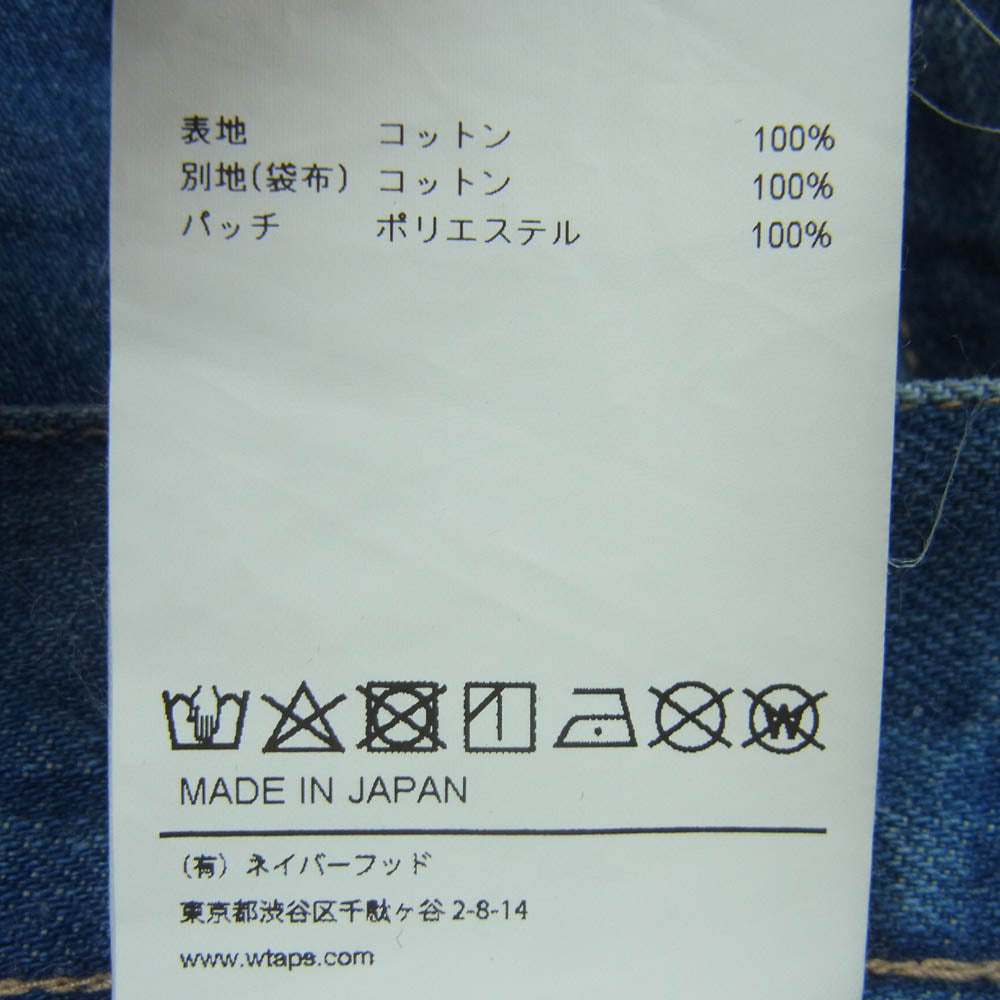 表地 コットン 100%
別地(袋布) コットン 100%
パッチ ポリエステル 100%
W
MADE IN JAPAN
(有) ネイバーフッド
東京都渋谷区千駄ヶ谷 2-8-14
www.wtaps.com